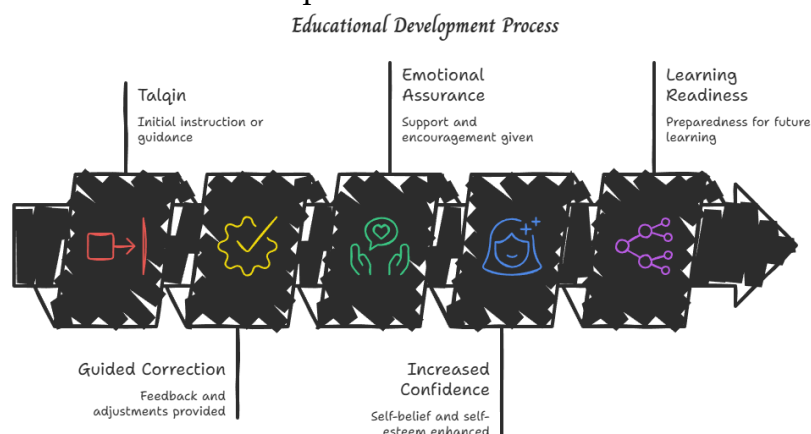 Educational Development Process
Talqin
Initial instruction or
guidance
Emotional
Assurance
Support and
encouragement given
Learning
Readiness
Preparedness for future
learning
Guided Correction
Feedback and
adjustments provided
Increased
Confidence
Self-belief and self-
esteem enhanced